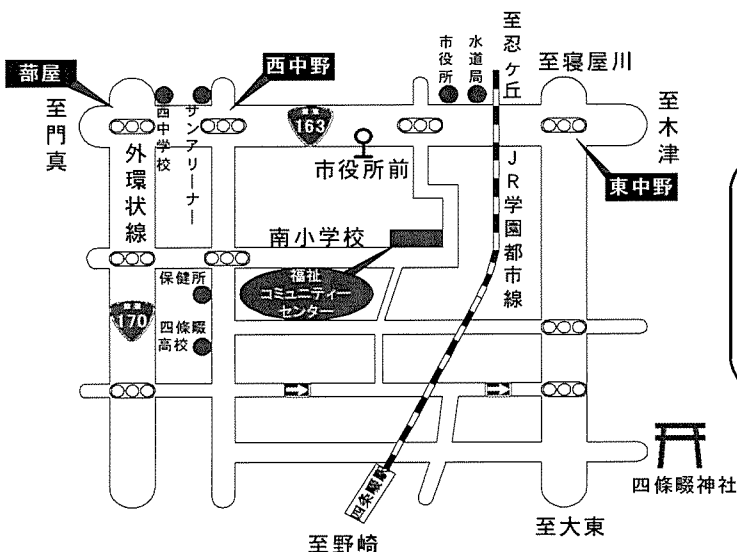 蔀屋
西中野
市役所
水道局
至忍ヶ丘
至寝屋川
至門真
西中学校
サンアリーナー
163
市役所前
至木津
東中野
外環状線
JR学園都市線
南小学校
福祉
コミュニティー
センター
保健所
170
四條畷
高校
四条畷駅
四條畷神社
至野崎
至大東